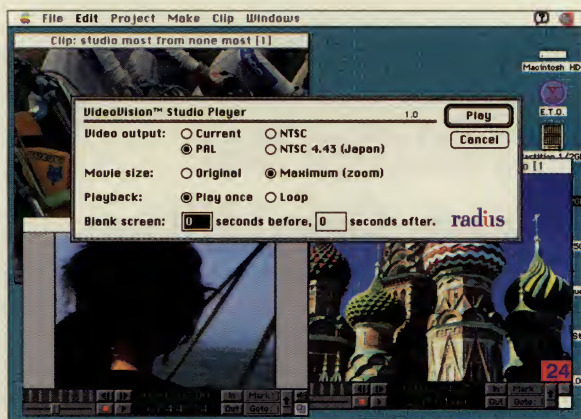 File Edit Project Make Clip Windows
Clip: studio most from none most [1]
Macintosh HD
E.T.O.
VideoVision™ Studio Player 1.0 Play
Video output: Current NTSC Cancel
PAL NTSC 4.43 (Japan)
Movie size: Original Maximum (zoom)
Playback: Play once Loop
Blank screen: 0 seconds before, 0 seconds after. radius
24
In Mark
Out Goto:
In Mark
Out Goto: